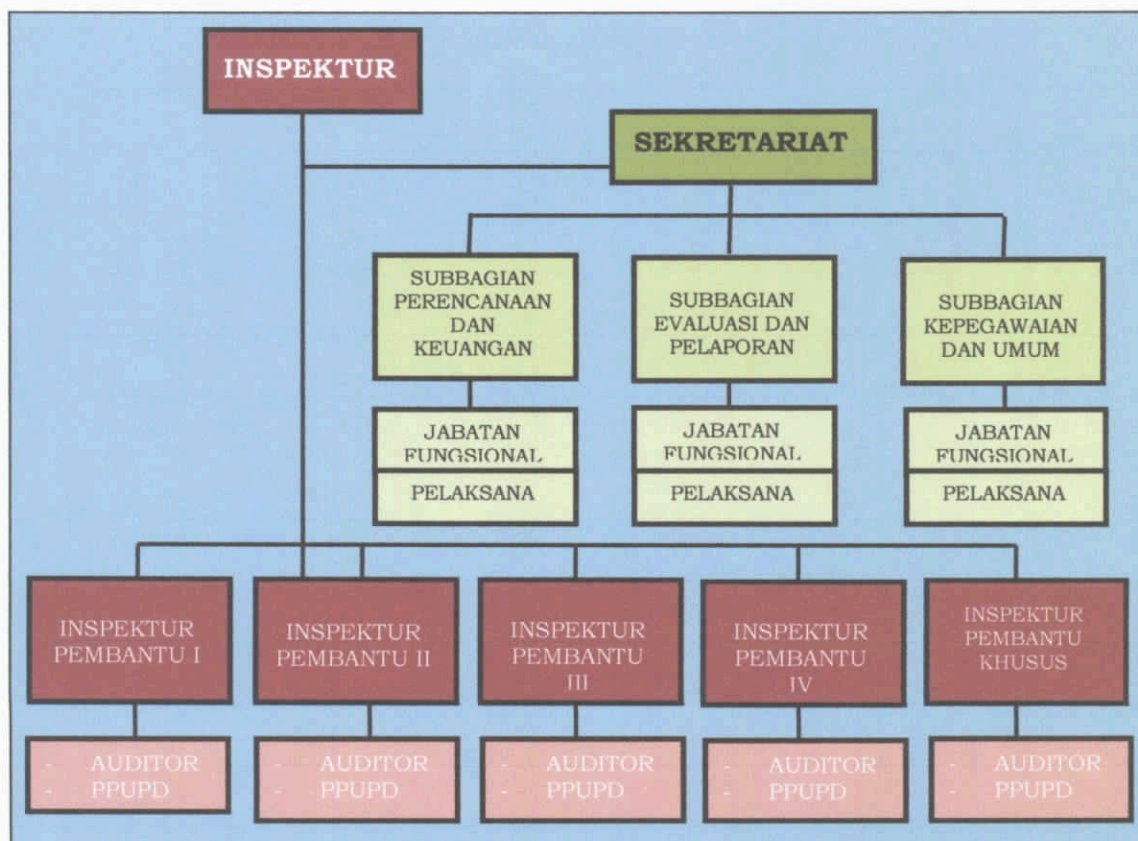 INSPEKTUR
SEKRETARIAT
SUBBAGIAN
PERENCANAAN
DAN
KEUANGAN
SUBBAGIAN
EVALUASI DAN
PELAPORAN
SUBBAGIAN
KEPEGAWAIAN
DAN UMUM
JABATAN
FUNGSIONAL
PELAKSANA
JABATAN
FUNGSIONAL
PELAKSANA
JABATAN
FUNGSIONAL
PELAKSANA
INSPEKTUR
PEMBANTU I
INSPEKTUR
PEMBANTU II
INSPEKTUR
PEMBANTU
III
INSPEKTUR
PEMBANTU
IV
INSPEKTUR
PEMBANTU
KHUSUS
- AUDITOR
- PPUPD
- AUDITOR
- PPUPD
- AUDITOR
- PPUPD
- AUDITOR
- PPUPD
- AUDITOR
- PPUPD